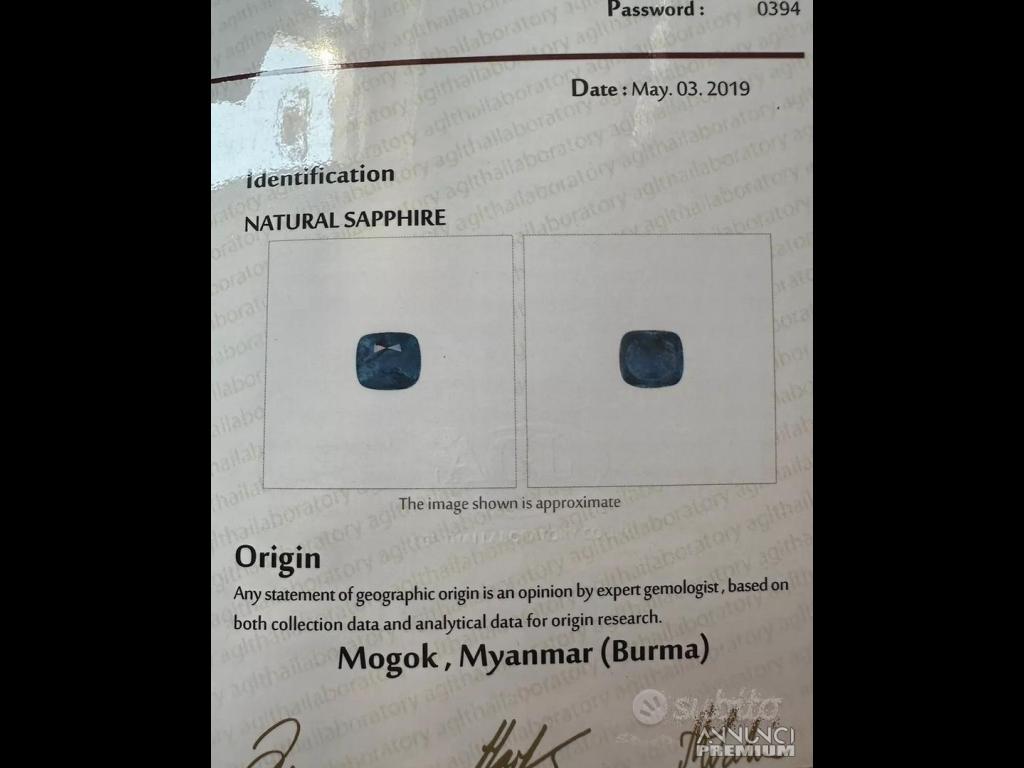 Password : 0394
Date : May. 03. 2019
Identification
NATURAL SAPPHIRE
The image shown is approximate
Origin
Any statement of geographic origin is an opinion by expert gemologist , based on
both collection data and analytical data for origin research.
Mogok , Myanmar (Burma)
subito
ANNUNCI
PREMIUM